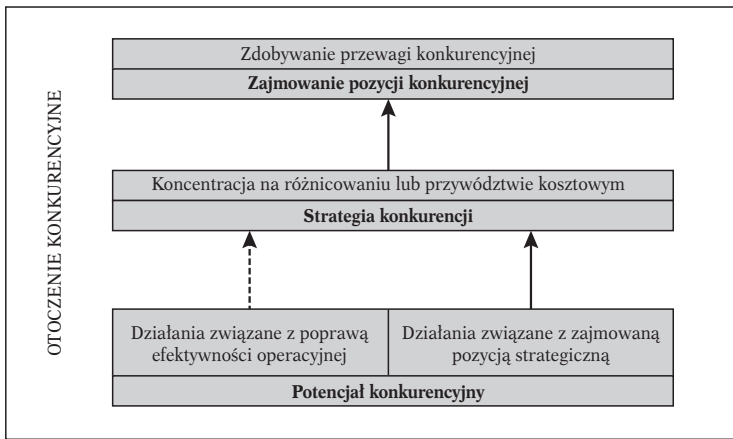 OTOCZENIE KONKURENCYJNE
Zdobywanie przewagi konkurencyjnej
Zajmowanie pozycji konkurencyjnej
Koncentracja na różnicowaniu lub przywództwie kosztowym
Strategia konkurencji
Działania związane z poprawą
efektywności operacyjnej
Działania związane z zajmowaną
pozycją strategiczną
Potencjał konkurencyjny